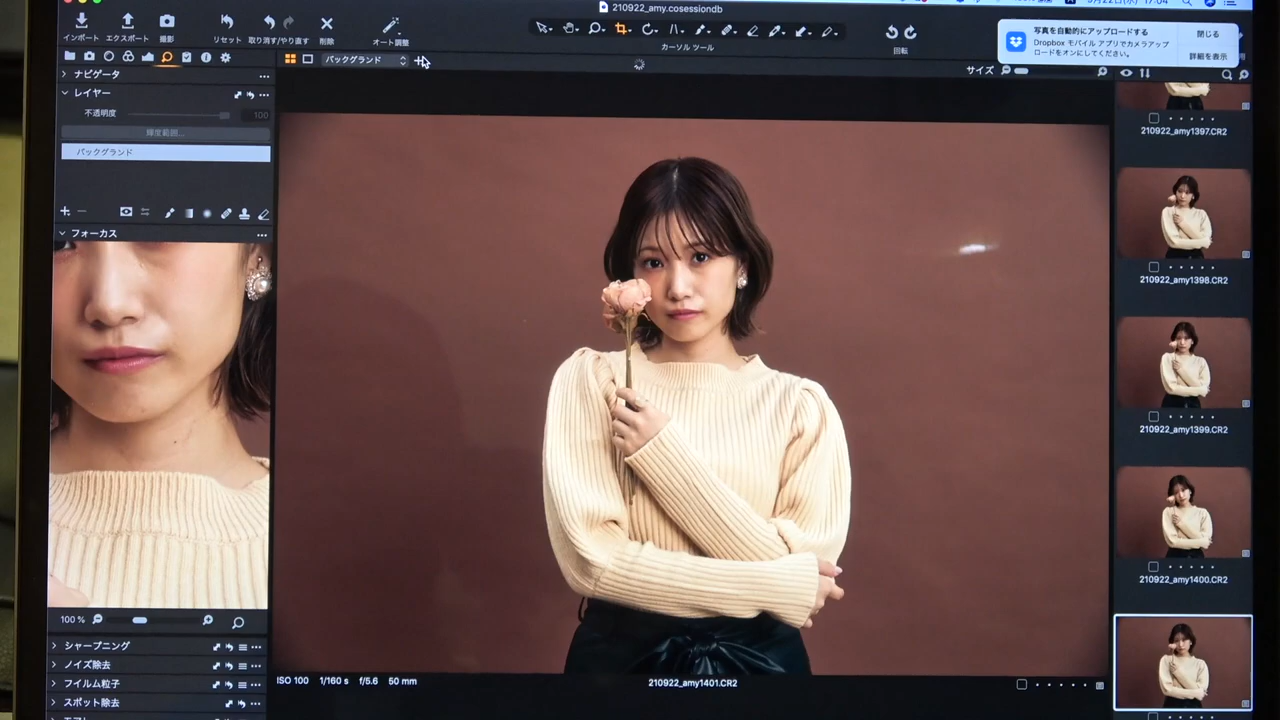 210922_amy.cosessiondb
インポート
エクスポート
撮影
リセット
取り消す/やり直す
削除
オート調整
カーソル ツール
回転
写真を自動的にアップロードする
Dropbox モバイル アプリでカメラアップ
ロードをオンにしてください。
閉じる
詳細を表示
ナビゲータ
バックグランド
サイズ
レイヤー
不透明度
100
輝度範囲...
バックグランド
フォーカス
100 %
シャープニング
ノイズ除去
フイルム粒子
スポット除去
ISO 100 1/160 s f/5.6 50 mm
210922_amy1401.CR2
210922_amy1397.CR2
210922_amy1398.CR2
210922_amy1399.CR2
210922_amy1400.CR2